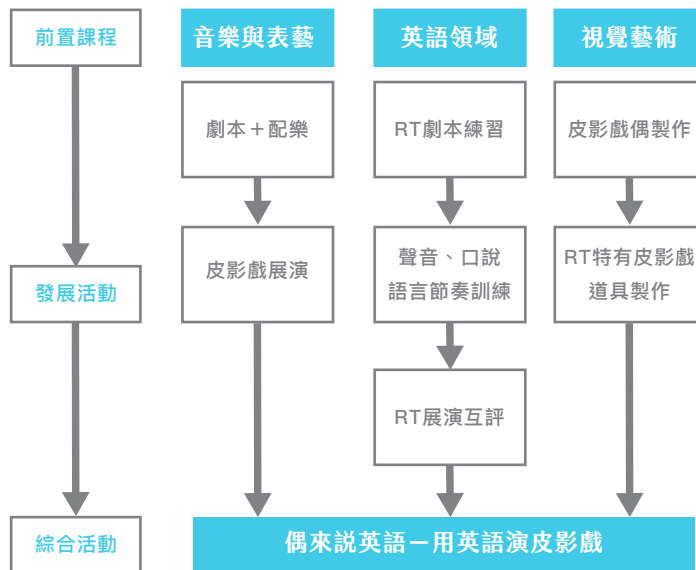 前置課程
音樂與表藝
英語領域
視覺藝術
劇本＋配樂
RT劇本練習
皮影戲偶製作
發展活動
皮影戲展演
聲音、口說
語言節奏訓練
RT特有皮影戲
道具製作
RT展演互評
綜合活動
偶來説英語－用英語演皮影戲